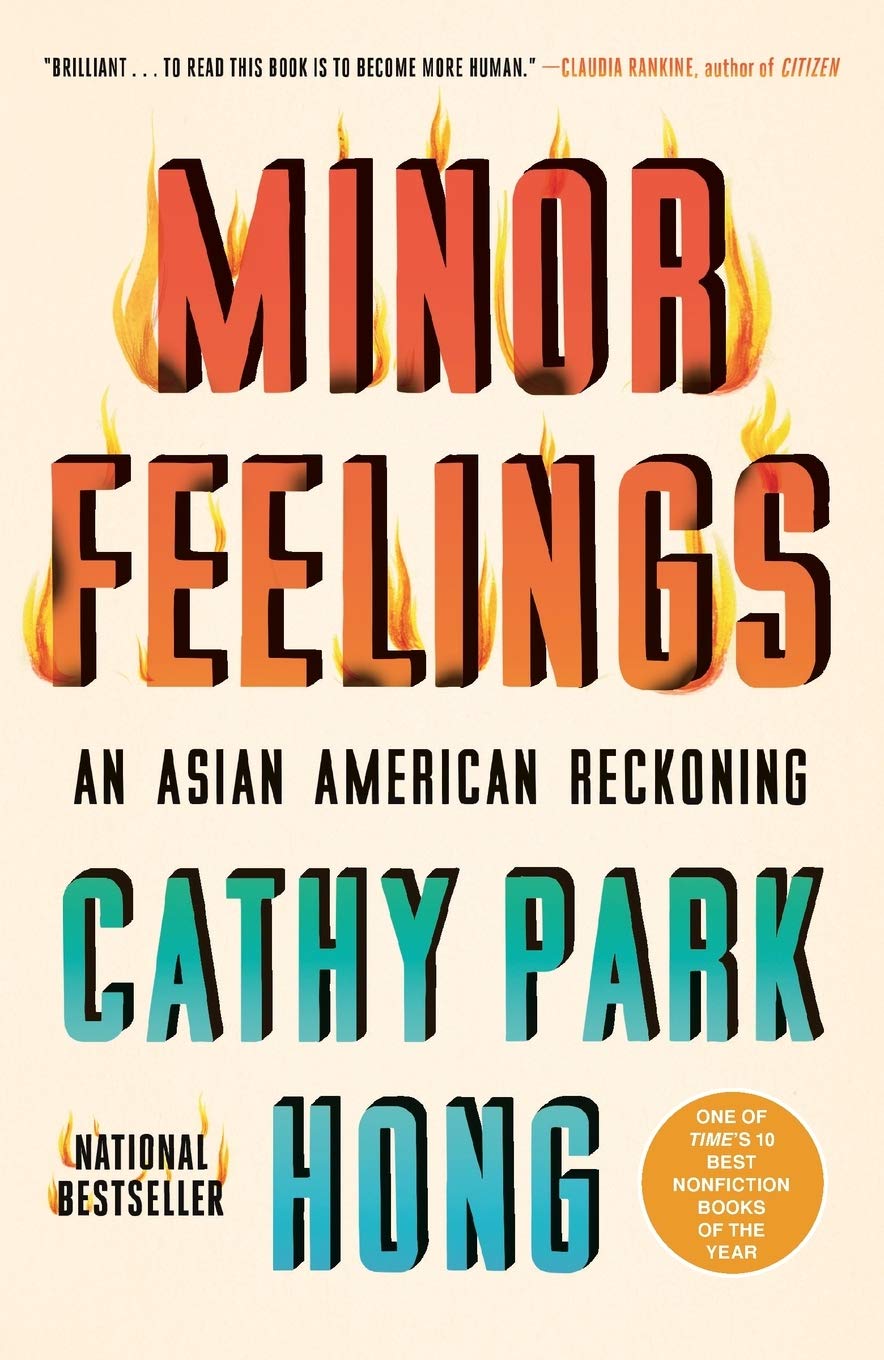 "BRILLIANT . . . TO READ THIS BOOK IS TO BECOME MORE HUMAN." —CLAUDIA RANKINE, author of CITIZEN
MINOR
FEELINGS
AN ASIAN AMERICAN RECKONING
CATHY PARK
HONG
NATIONAL
BESTSELLER
ONE OF
TIME'S 10
BEST
NONFICTION
BOOKS
OF THE
YEAR